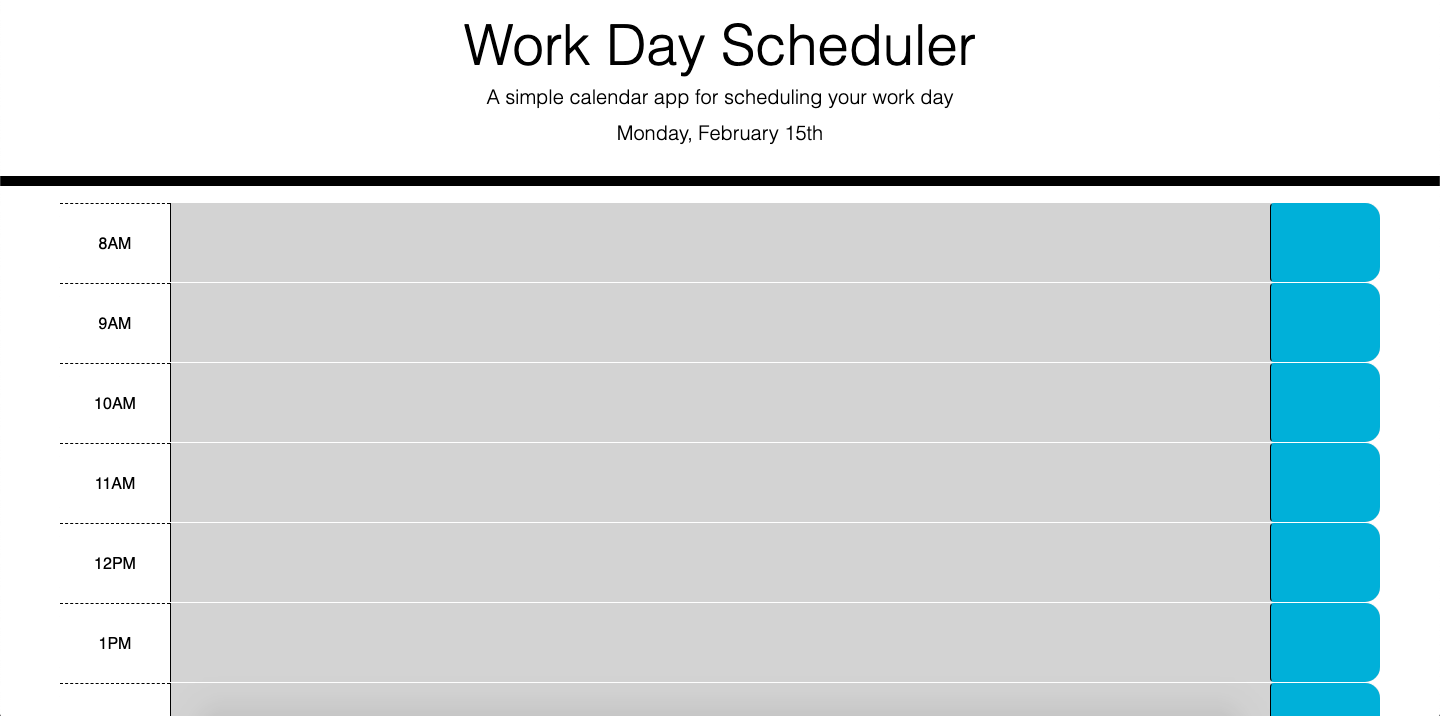 Work Day Scheduler
A simple calendar app for scheduling your work day
Monday, February 15th
8AM
9AM
10AM
11AM
12PM
1PM